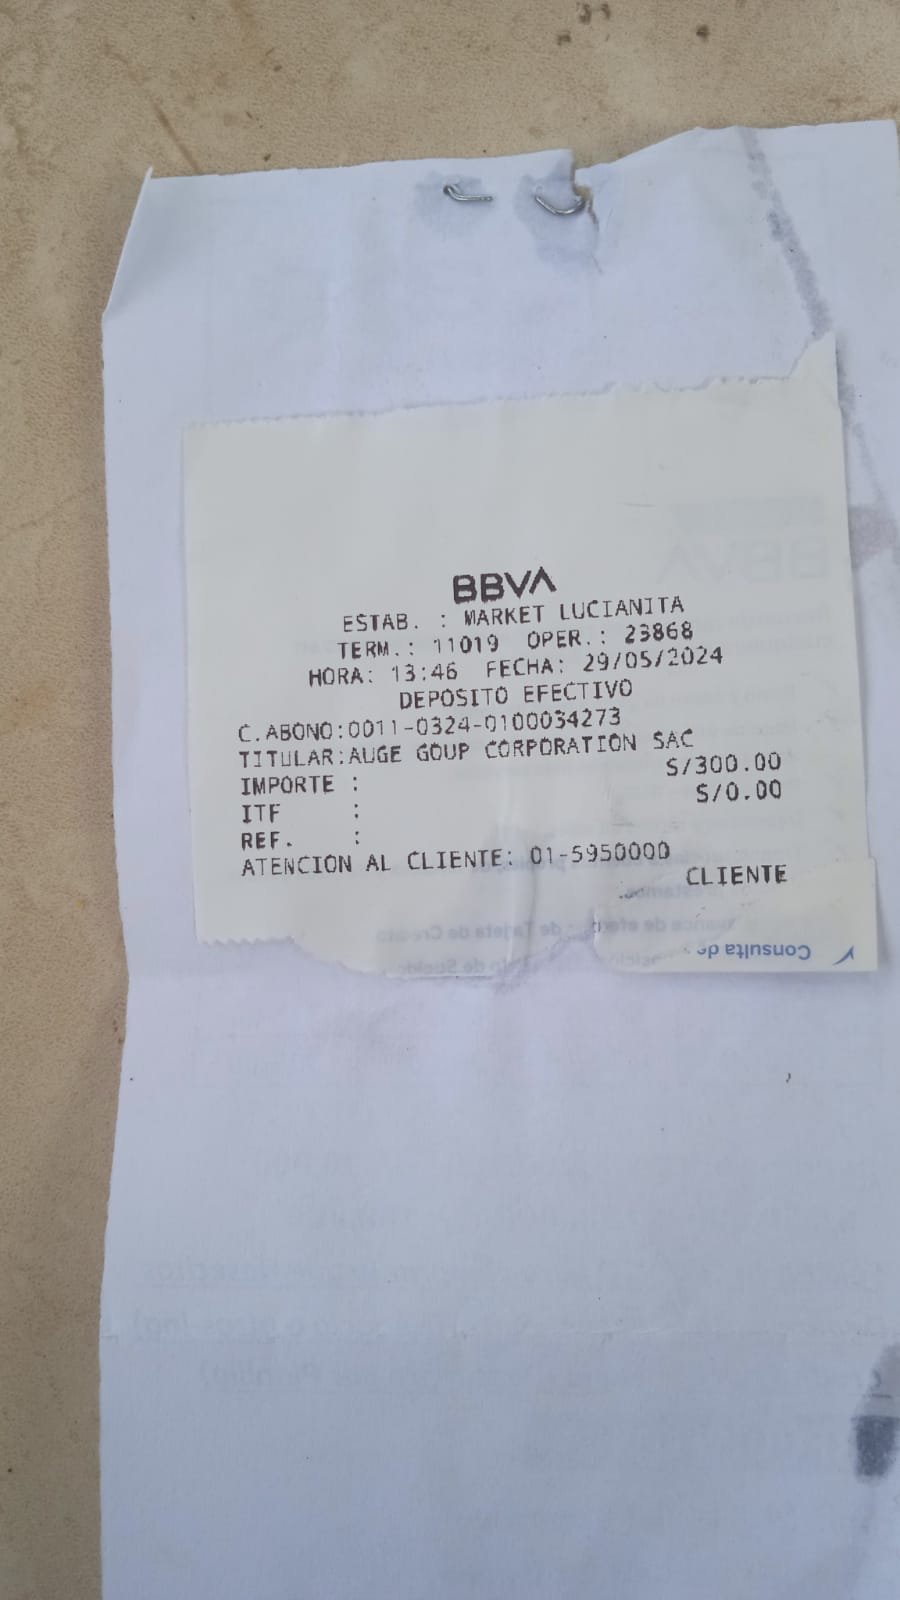 BBVA
ESTAB. : MARKET LUCIANITA
TERM.: 11019 OPER.: 23868
HORA: 13:46 FECHA: 29/05/2024
DEPOSITO EFECTIVO
C.ABONO:0011-0324-0100034273
TITULAR:AUGE GOUP CORPORATION SAC
IMPORTE : S/300.00
ITF : S/0.00
REF. :
ATENCION AL CLIENTE: 01-5950000
CLIENTE
Consulta de